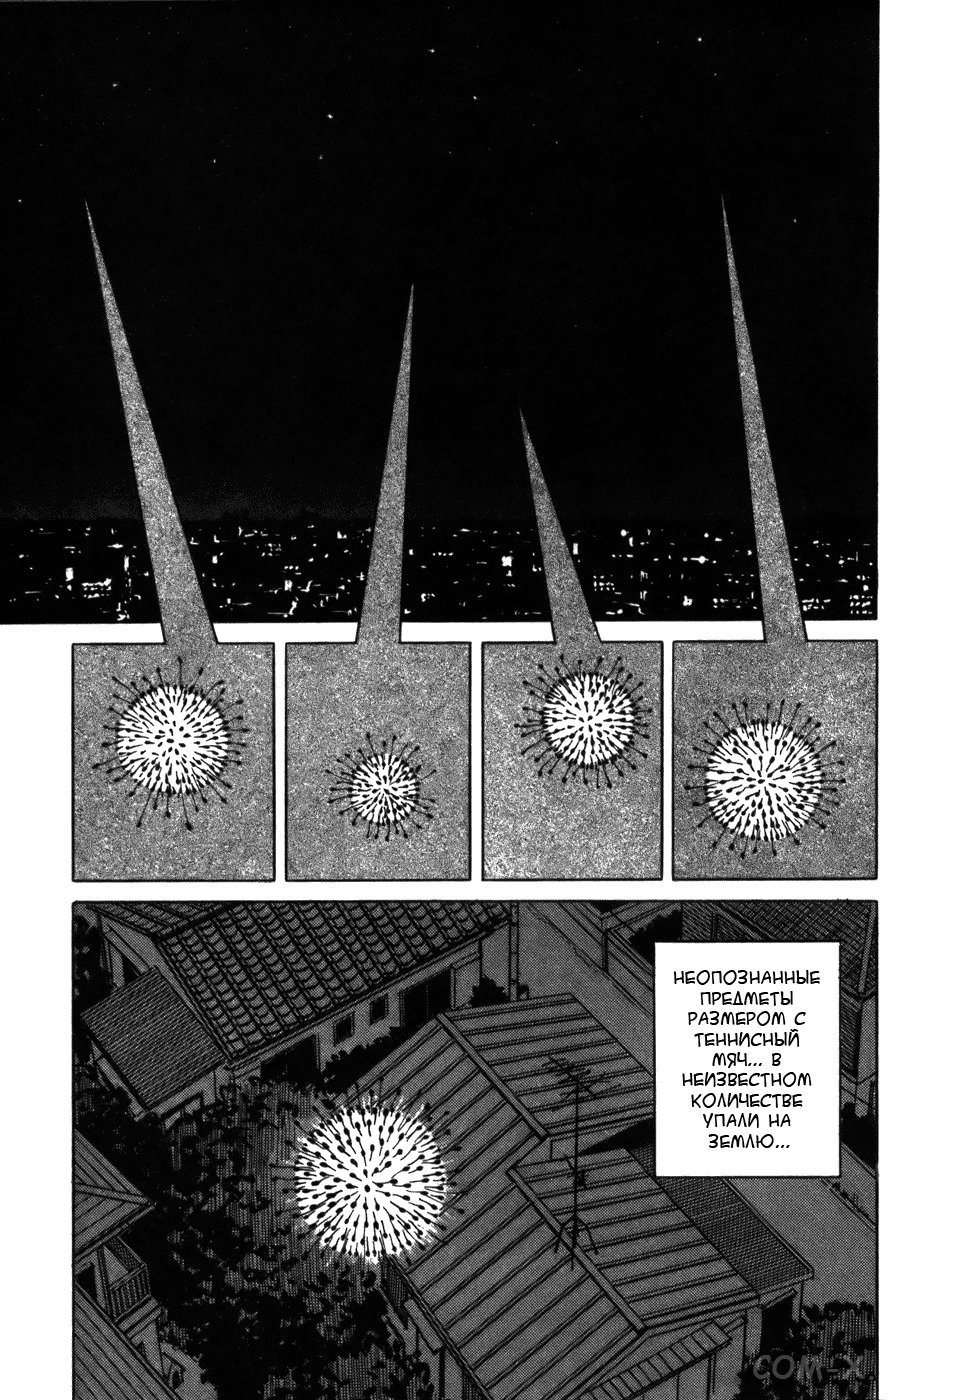 НЕОПОЗНАННЫЕ
ПРЕДМЕТЫ
РАЗМЕРОМ С
ТЕННИСНЫЙ
МЯЧ... В
НЕИЗВЕСТНОМ
КОЛИЧЕСТВЕ
УПАЛИ НА
ЗЕМЛЮ...
COM-X